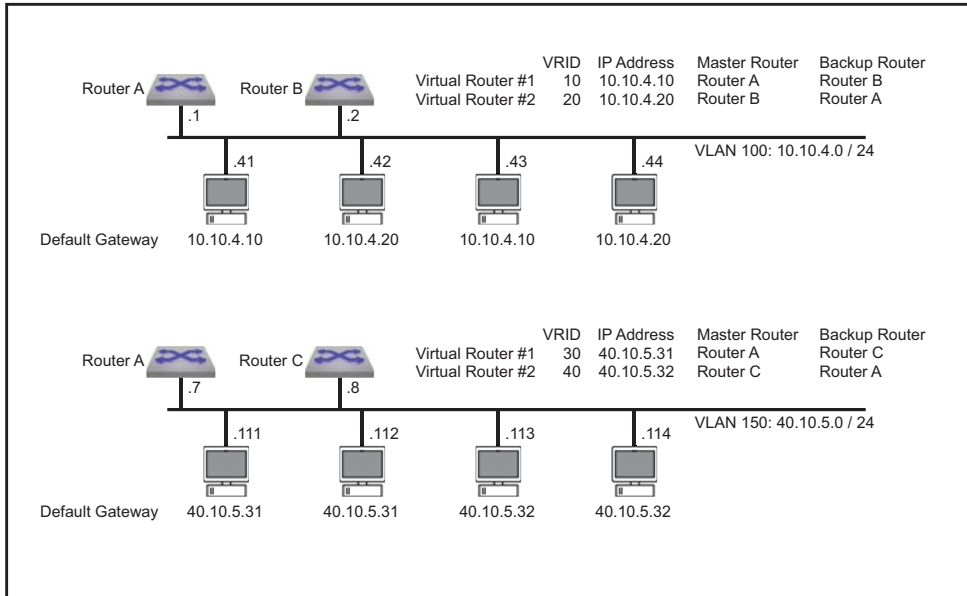 VRID IP Address Master Router Backup Router
Virtual Router #1 10 10.10.4.10 Router A Router B
Virtual Router #2 20 10.10.4.20 Router B Router A
Router A Router B
.1 .2
VLAN 100: 10.10.4.0 / 24
.41 .42 .43 .44
Default Gateway 10.10.4.10 10.10.4.20 10.10.4.10 10.10.4.20
VRID IP Address Master Router Backup Router
Virtual Router #1 30 40.10.5.31 Router A Router C
Virtual Router #2 40 40.10.5.32 Router C Router A
Router A Router C
.7 .8
VLAN 150: 40.10.5.0 / 24
.111 .112 .113 .114
Default Gateway 40.10.5.31 40.10.5.31 40.10.5.32 40.10.5.32